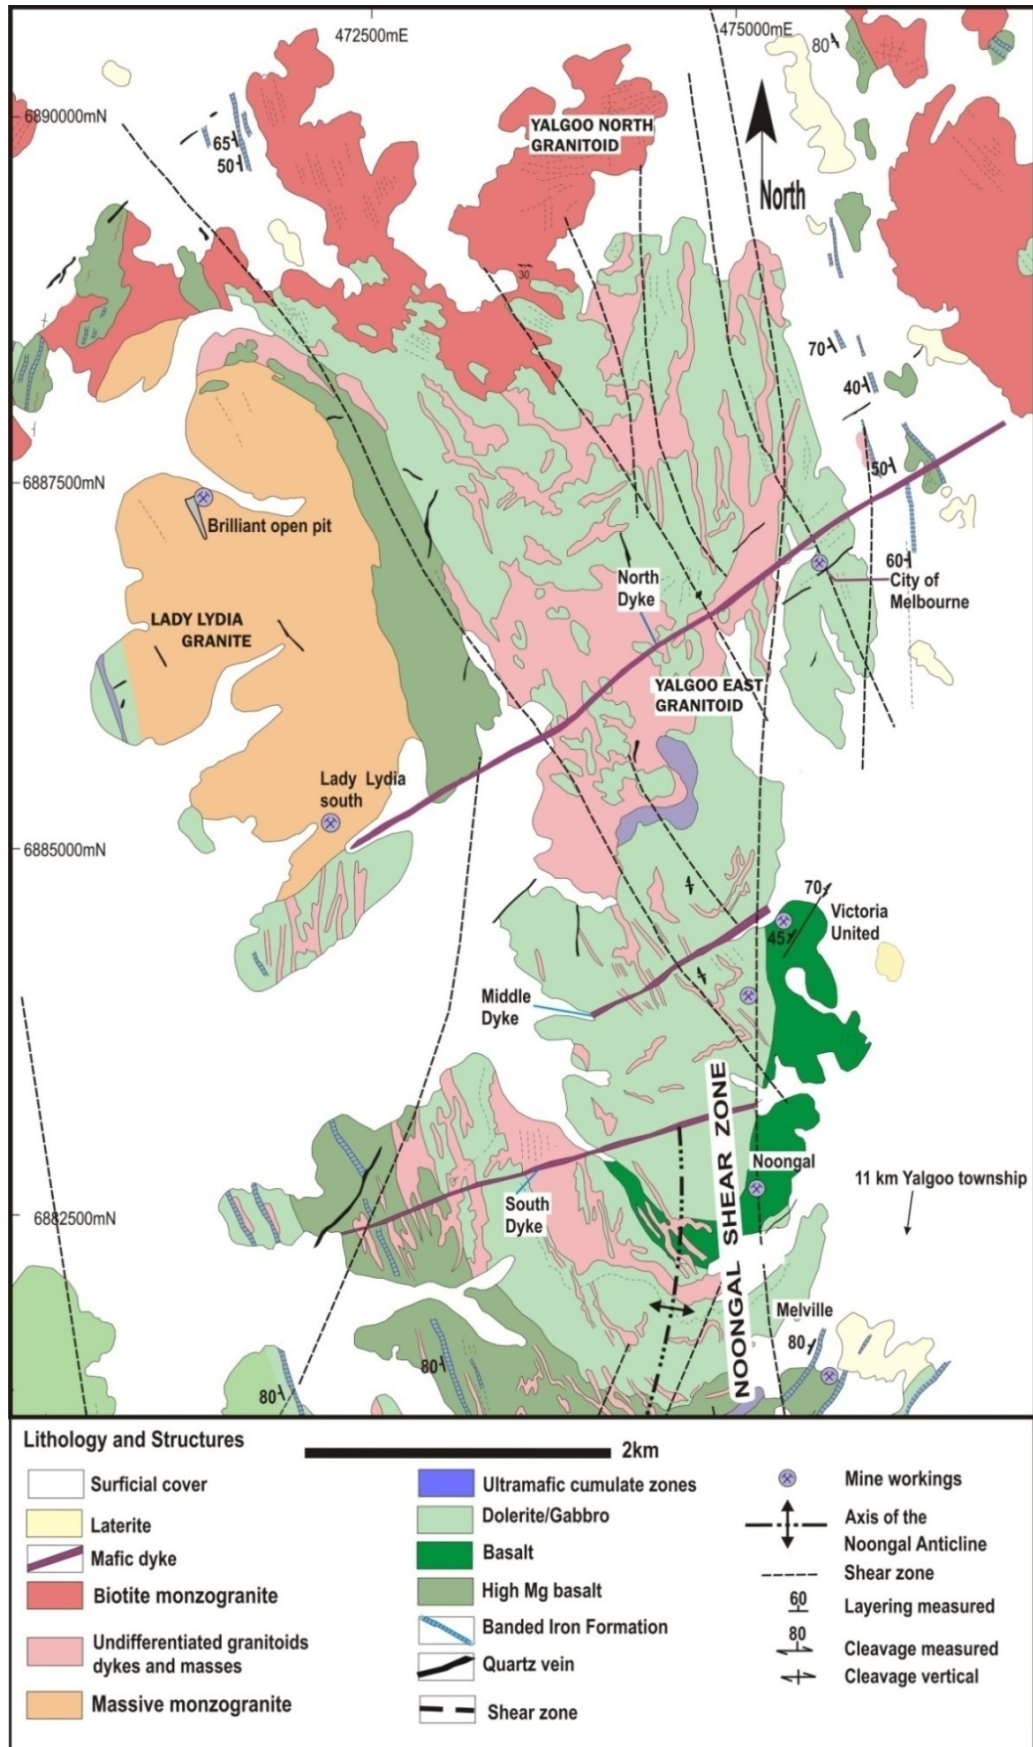 472500mE
475000mE
80
6890000mN
65
50
YALGOO NORTH
GRANITOID
North
30
70
40
6887500mN
50
Brilliant open pit
60
North
Dyke
City of
Melbourne
LADY LYDIA
GRANITE
YALGOO EAST
GRANITOID
Lady Lydia
south
6885000mN
70
Victoria
United
45
Middle
Dyke
NOONGAL SHEAR ZONE
Noongal
11 km Yalgoo township
South
Dyke
6882500mN
Melville
80
80
80
Lithology and Structures
2km
Surficial cover
Laterite
Mafic dyke
Biotite monzogranite
Undifferentiated granitoids
dykes and masses
Massive monzogranite
Ultramafic cumulate zones
Dolerite/Gabbro
Basalt
High Mg basalt
Banded Iron Formation
Quartz vein
Shear zone
Mine workings
Axis of the
Noongal Anticline
Shear zone
60
Layering measured
80
Cleavage measured
Cleavage vertical